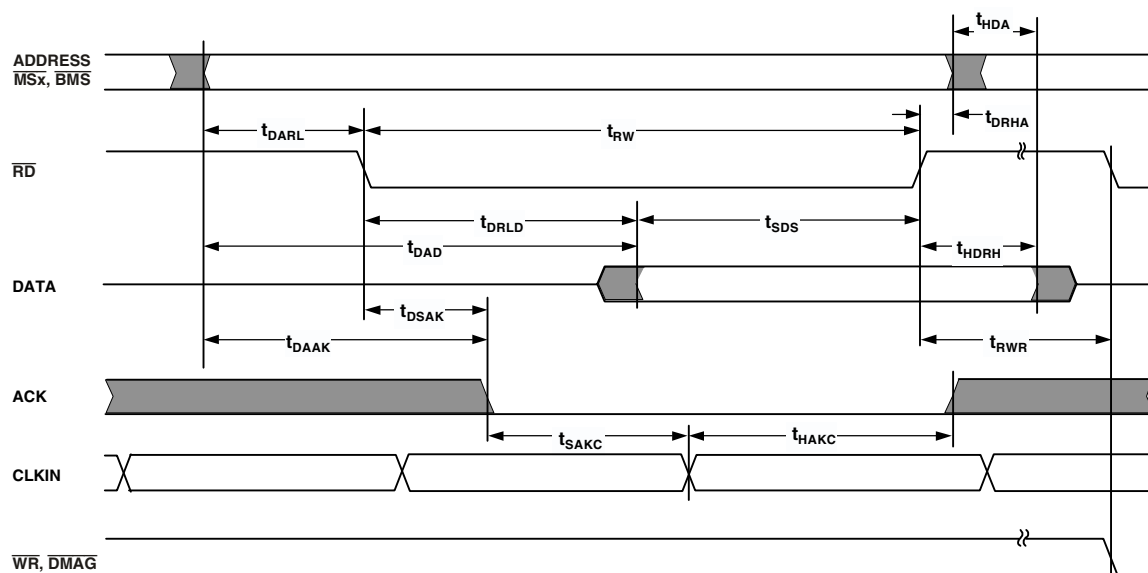 tHDA
ADDRESS
MSx, BMS
tDARL
tRW
tDRHA
RD
tDRLD
tSDS
tDAD
tHDRH
DATA
tDSAK
tDAAK
tRWR
ACK
tSAKC
tHAKC
CLKIN
WR, DMAG